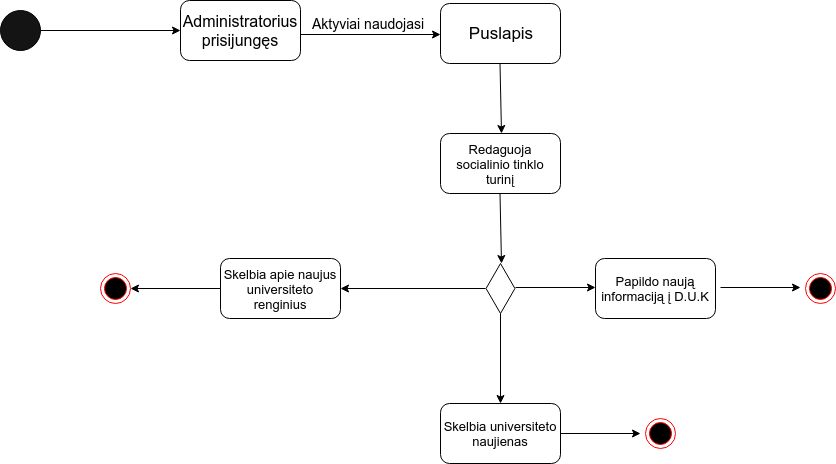 Administratorius
prisijungęs
Aktyviai naudojasi
Puslapis
Redaguoja
socialinio tinklo
turinį
Skelbia apie naujus
universiteto
renginius
Papildo naują
informaciją į D.U.K
Skelbia universiteto
naujienas